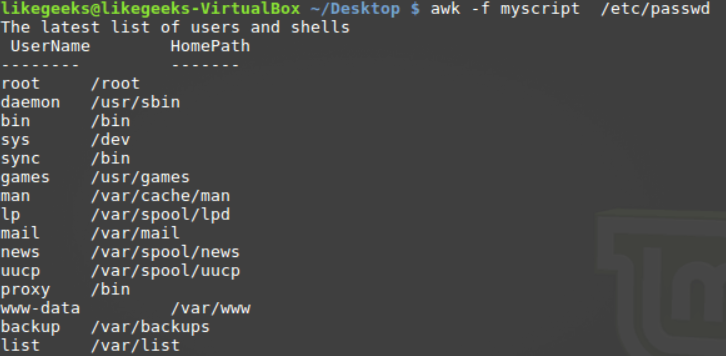 likegeeks@likegeeks-VirtualBox ~/Desktop $ awk -f myscript  /etc/passwd
The latest list of users and shells
 UserName        HomePath
--------         -------
root     /root
daemon   /usr/sbin
bin      /bin
sys      /dev
sync     /bin
games    /usr/games
man      /var/cache/man
lp       /var/spool/lpd
mail     /var/mail
news     /var/spool/news
uucp     /var/spool/uucp
proxy    /bin
www-data         /var/www
backup   /var/backups
list     /var/list